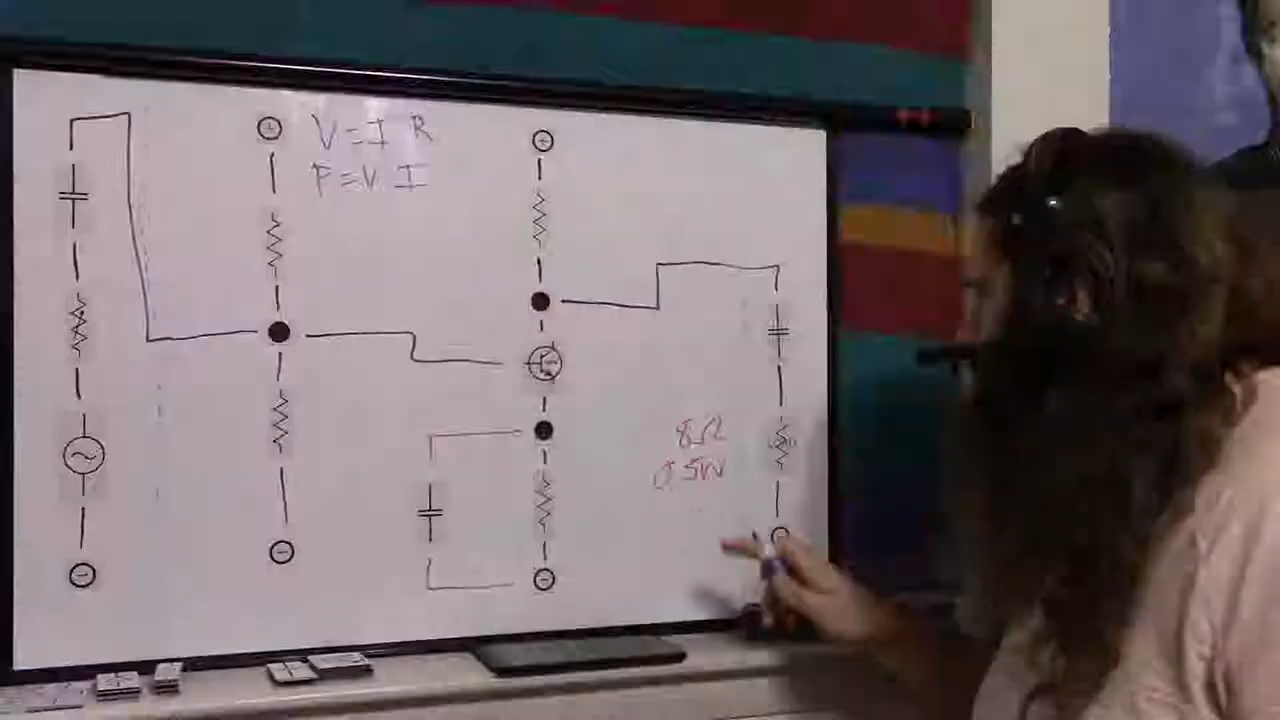 V = I R
P = V I
8Ω
0.5W